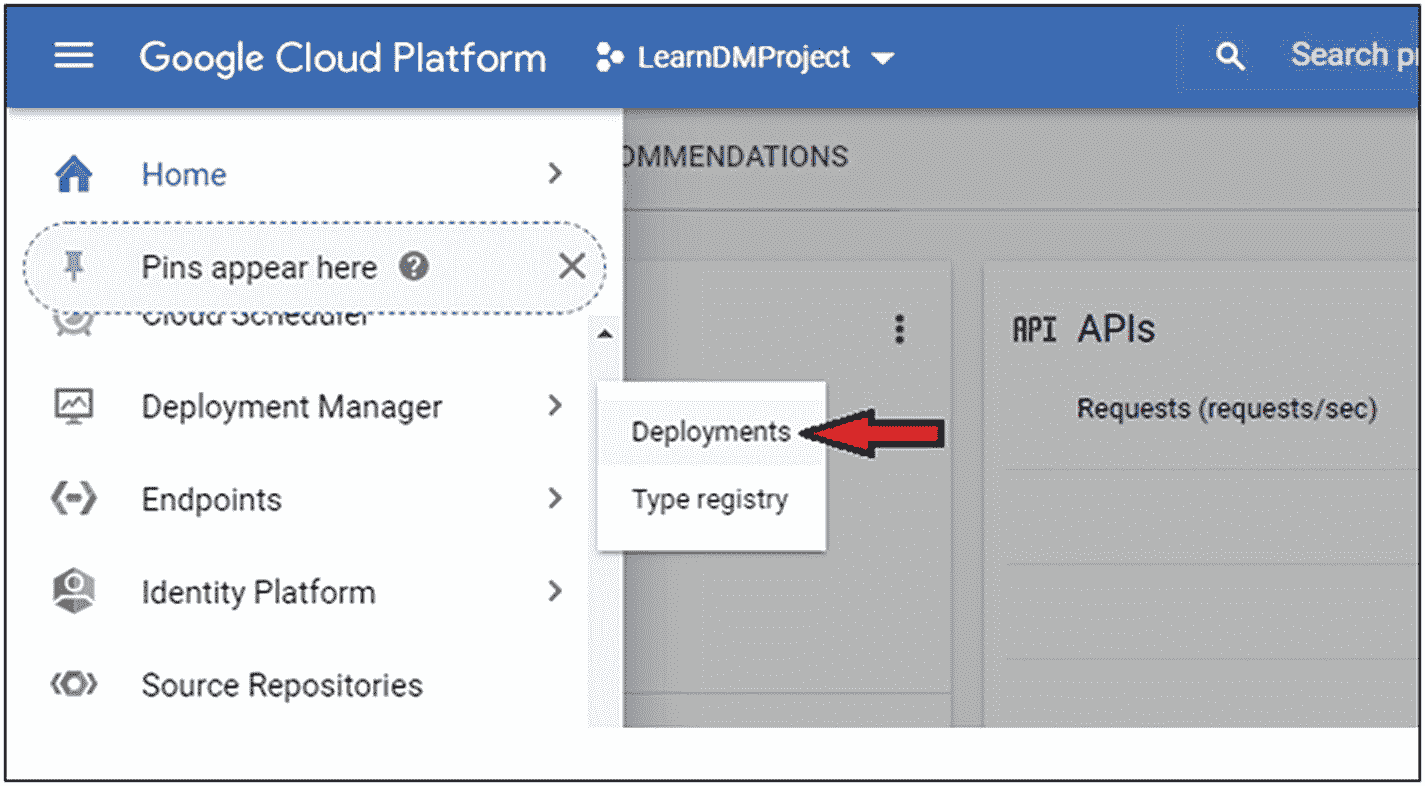 Google Cloud Platform LearnDMProject Search p
OMMENDATIONS
Home
Pins appear here
Cloud Scheduler
Deployment Manager
Endpoints
Identity Platform
Source Repositories
Deployments
Type registry
API APIs
Requests (requests/sec)